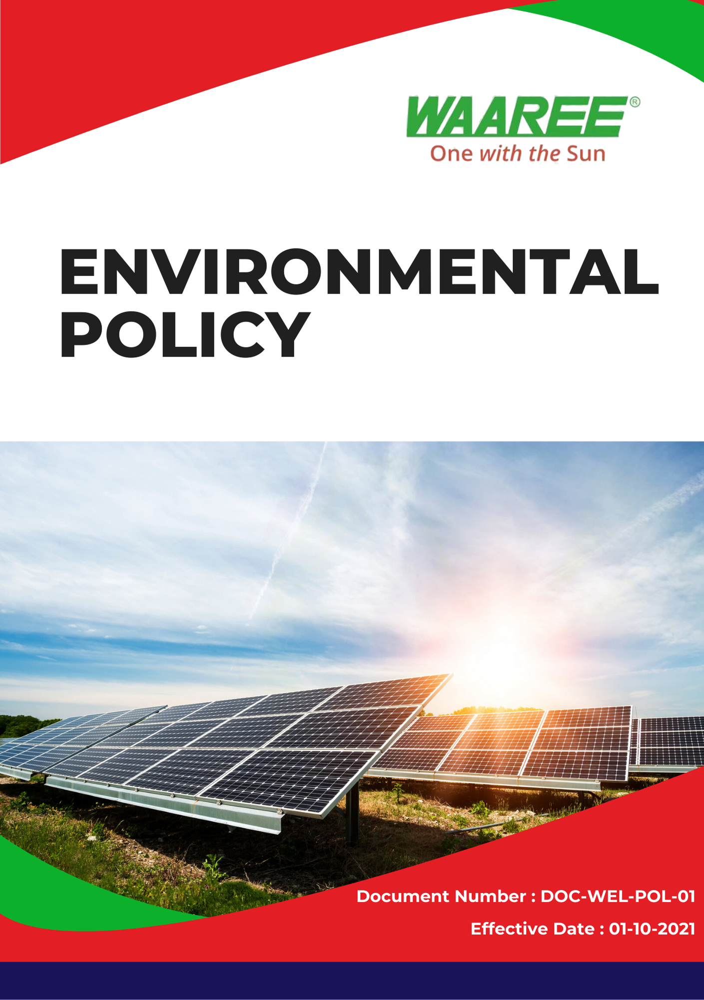 WAAREE®
One with the Sun
ENVIRONMENTAL
POLICY
Document Number : DOC-WEL-POL-01
Effective Date : 01-10-2021